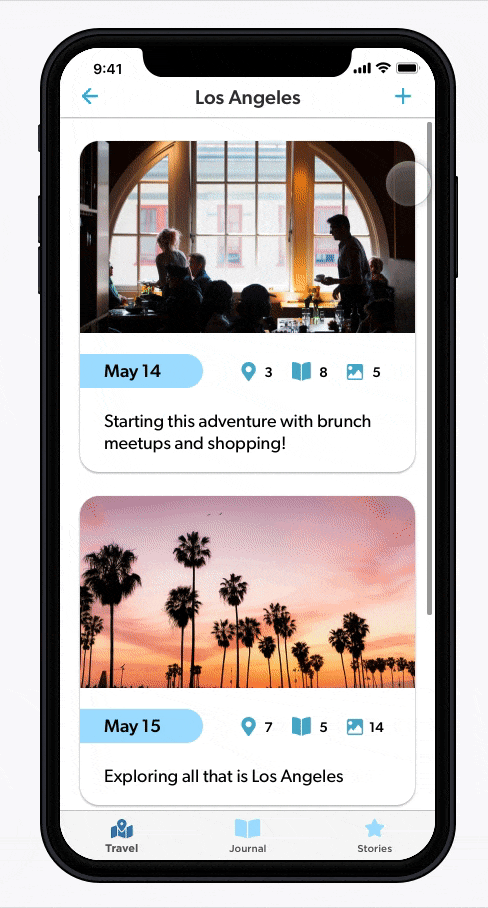 9:41
Los Angeles
May 14
3
8
5
Starting this adventure with brunch
meetups and shopping!
May 15
7
5
14
Exploring all that is Los Angeles
Travel
Journal
Stories